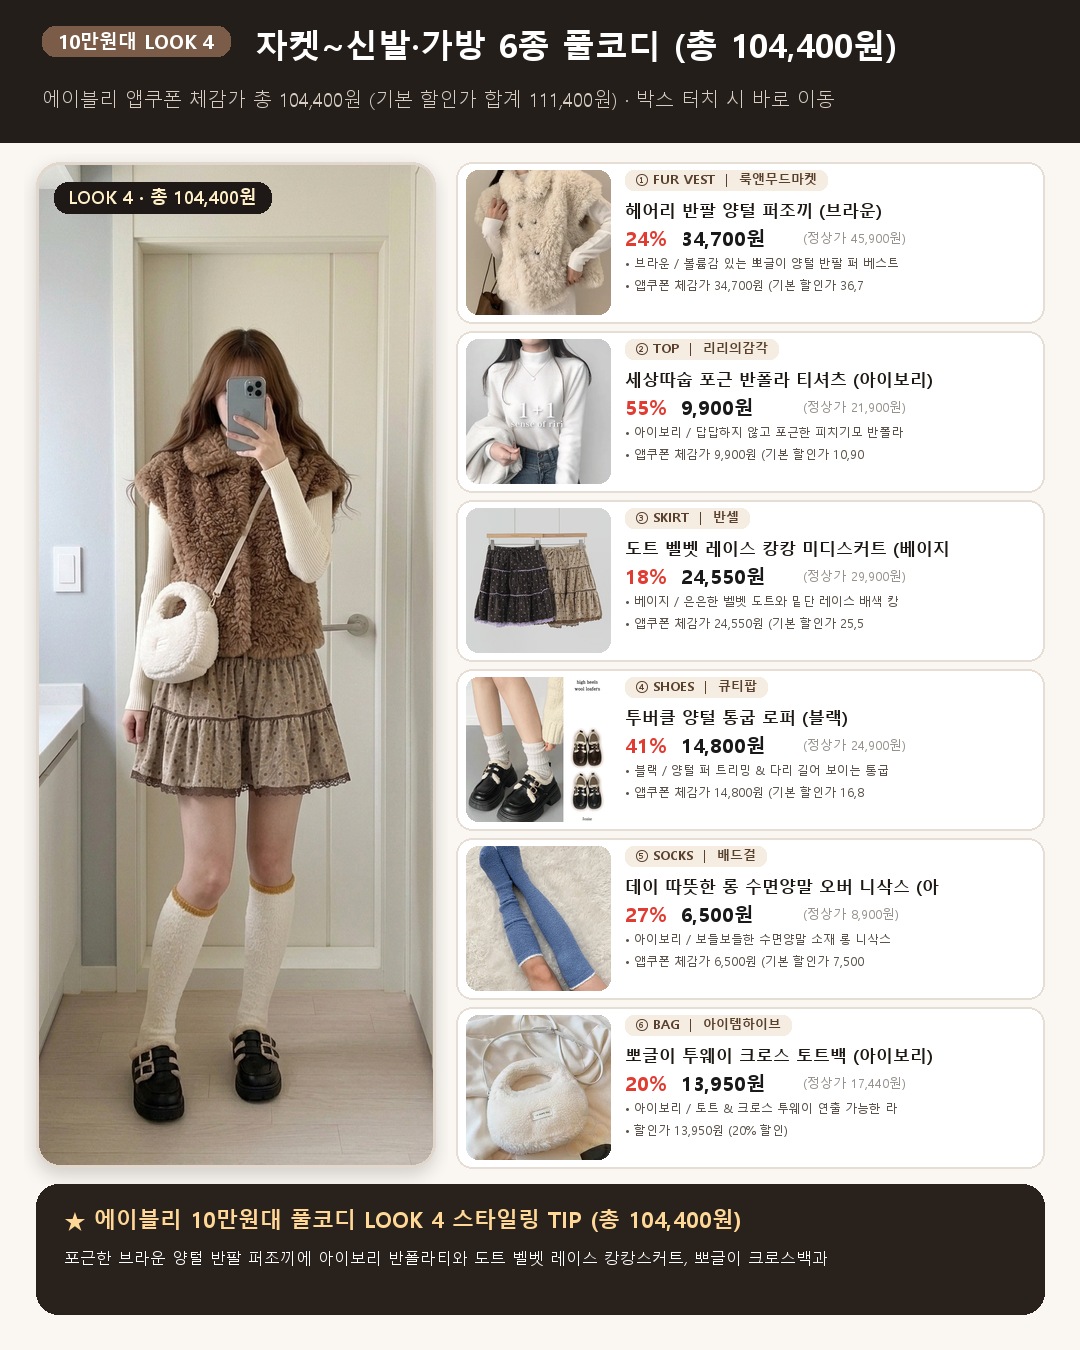 10만원대 LOOK 4
자켓~신발·가방 6종 풀코디 (총 104,400원)
에이블리 앱쿠폰 체감가 총 104,400원 (기본 할인가 합계 111,400원) · 박스 터치 시 바로 이동
LOOK 4 · 총 104,400원
① FUR VEST | 룩앤무드마켓
헤어리 반팔 양털 퍼조끼 (브라운)
24% 34,700원 (정상가 45,900원)
• 브라운 / 볼륨감 있는 뽀글이 양털 반팔 퍼 베스트
• 앱쿠폰 체감가 34,700원 (기본 할인가 36,7
1+1
sense of riri
② TOP | 리리의감각
세상따숩 포근 반폴라 티셔츠 (아이보리)
55% 9,900원 (정상가 21,900원)
• 아이보리 / 답답하지 않고 포근한 피치기모 반폴라
• 앱쿠폰 체감가 9,900원 (기본 할인가 10,90
③ SKIRT | 반셀
도트 벨벳 레이스 캉캉 미디스커트 (베이지
18% 24,550원 (정상가 29,900원)
• 베이지 / 은은한 벨벳 도트와 밑단 레이스 배색 캉
• 앱쿠폰 체감가 24,550원 (기본 할인가 25,5
high heels
wool loafers
④ SHOES | 큐티팝
투버클 양털 통굽 로퍼 (블랙)
41% 14,800원 (정상가 24,900원)
• 블랙 / 양털 퍼 트리밍 & 다리 길어 보이는 통굽
• 앱쿠폰 체감가 14,800원 (기본 할인가 16,8
⑤ SOCKS | 배드걸
데이 따뜻한 롱 수면양말 오버 니삭스 (아
27% 6,500원 (정상가 8,900원)
• 아이보리 / 보들보들한 수면양말 소재 롱 니삭스
• 앱쿠폰 체감가 6,500원 (기본 할인가 7,500
⑥ BAG | 아이템하이브
뽀글이 투웨이 크로스 토트백 (아이보리)
20% 13,950원 (정상가 17,440원)
• 아이보리 / 토트 & 크로스 투웨이 연출 가능한 라
• 할인가 13,950원 (20% 할인)
★ 에이블리 10만원대 풀코디 LOOK 4 스타일링 TIP (총 104,400원)
포근한 브라운 양털 반팔 퍼조끼에 아이보리 반폴라티와 도트 벨벳 레이스 캉캉스커트, 뽀글이 크로스백과